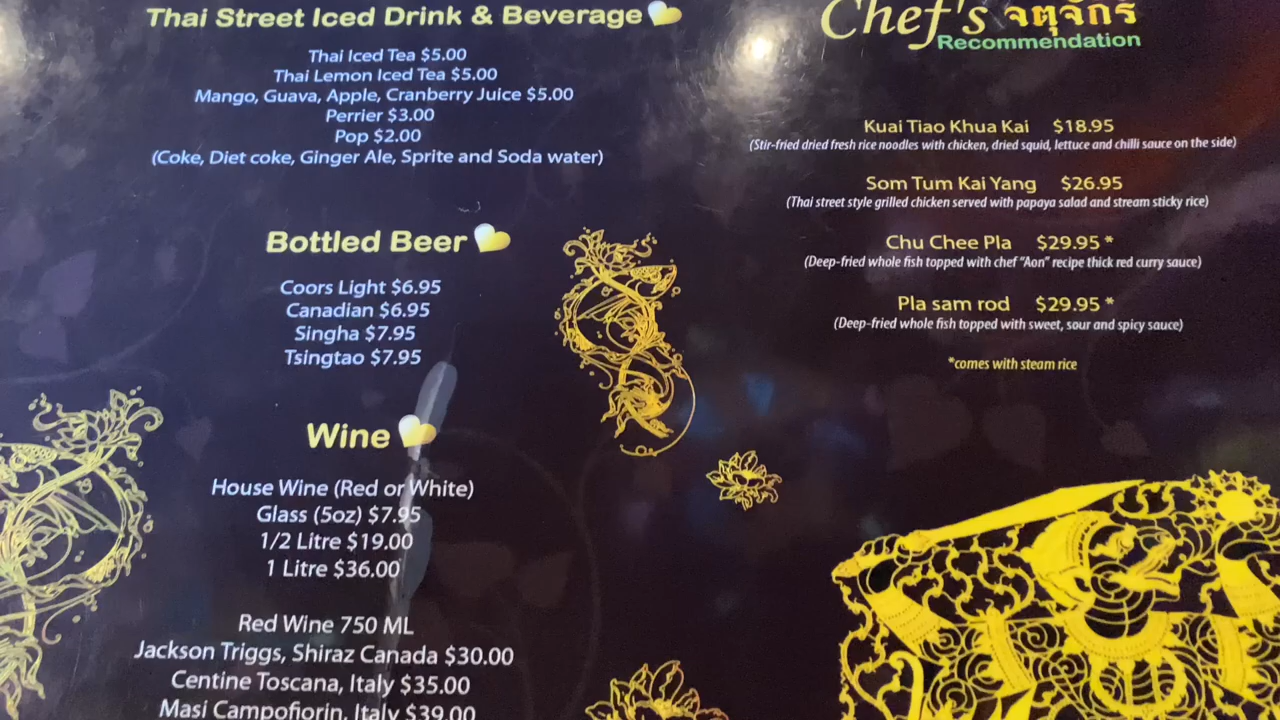 Thai Street Iced Drink & Beverage
Thai Iced Tea $5.00
Thai Lemon Iced Tea $5.00
Mango, Guava, Apple, Cranberry Juice $5.00
Perrier $3.00
Pop $2.00
(Coke, Diet coke, Ginger Ale, Sprite and Soda water)
Bottled Beer
Coors Light $6.95
Canadian $6.95
Singha $7.95
Tsingtao $7.95
Wine
House Wine (Red or White)
Glass (5oz) $7.95
1/2 Litre $19.00
1 Litre $36.00
Red Wine 750 ML
Jackson Triggs, Shiraz Canada $30.00
Centine Toscana, Italy $35.00
Masi Campofiorin, Italy $39.00
Chef's จตุจักร
Recommendation
Kuai Tiao Khua Kai $18.95
(Stir-fried dried fresh rice noodles with chicken, dried squid, lettuce and chilli sauce on the side)
Som Tum Kai Yang $26.95
(Thai street style grilled chicken served with papaya salad and stream sticky rice)
Chu Chee Pla $29.95 *
(Deep-fried whole fish topped with chef "Aon" recipe thick red curry sauce)
Pla sam rod $29.95 *
(Deep-fried whole fish topped with sweet, sour and spicy sauce)
*comes with steam rice